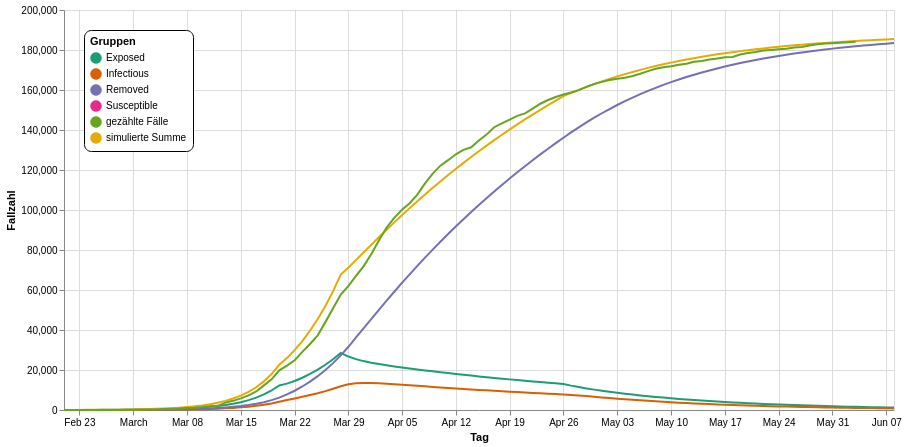 200,000
180,000
160,000
140,000
120,000
100,000
80,000
60,000
40,000
20,000
0
Fallzahl
Gruppen
Exposed
Infectious
Removed
Susceptible
gezählte Fälle
simulierte Summe
Feb 23 March Mar 08 Mar 15 Mar 22 Mar 29 Apr 05 Apr 12 Apr 19 Apr 26 May 03 May 10 May 17 May 24 May 31 Jun 07
Tag